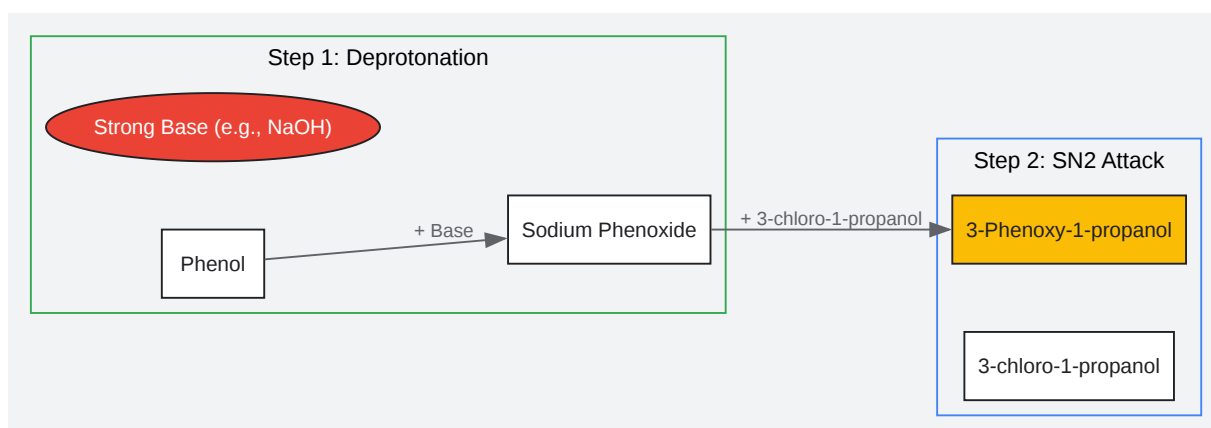 Step 1: Deprotonation
Strong Base (e.g., NaOH)
Phenol
+ Base
Sodium Phenoxide
+ 3-chloro-1-propanol
Step 2: SN2 Attack
3-Phenoxy-1-propanol
3-chloro-1-propanol